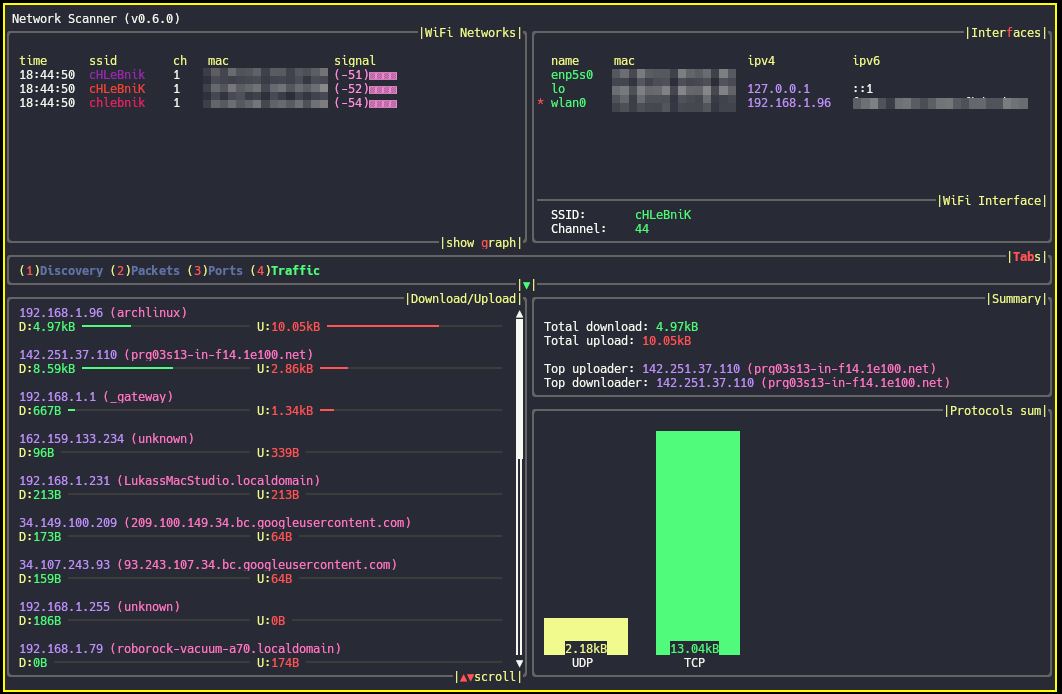 Network Scanner (v0.6.0)
|WiFi Networks|
time ssid ch mac signal
18:44:50 cHLeBnik 1 (-51)
18:44:50 cHLeBniK 1 (-52)
18:44:50 chlebnik 1 (-54)
|show graph|
|Interfaces|
name mac ipv4 ipv6
enp5s0
lo 127.0.0.1 ::1
* wlan0 192.168.1.96
|WiFi Interface|
SSID: cHLeBniK
Channel: 44
|Tabs|
(1)Discovery (2)Packets (3)Ports (4)Traffic
|▼|
|Download/Upload|
192.168.1.96 (archlinux)
D:4.97kB U:10.05kB
142.251.37.110 (prg03s13-in-f14.1e100.net)
D:8.59kB U:2.86kB
192.168.1.1 (_gateway)
D:667B U:1.34kB
162.159.133.234 (unknown)
D:96B U:339B
192.168.1.231 (LukassMacStudio.localdomain)
D:213B U:213B
34.149.100.209 (209.100.149.34.bc.googleusercontent.com)
D:173B U:64B
34.107.243.93 (93.243.107.34.bc.googleusercontent.com)
D:159B U:64B
192.168.1.255 (unknown)
D:186B U:0B
192.168.1.79 (roborock-vacuum-a70.localdomain)
D:0B U:174B
|▲▼scroll|
|Summary|
Total download: 4.97kB
Total upload: 10.05kB
Top uploader: 142.251.37.110 (prg03s13-in-f14.1e100.net)
Top downloader: 142.251.37.110 (prg03s13-in-f14.1e100.net)
|Protocols sum|
2.18kB 13.04kB
UDP TCP